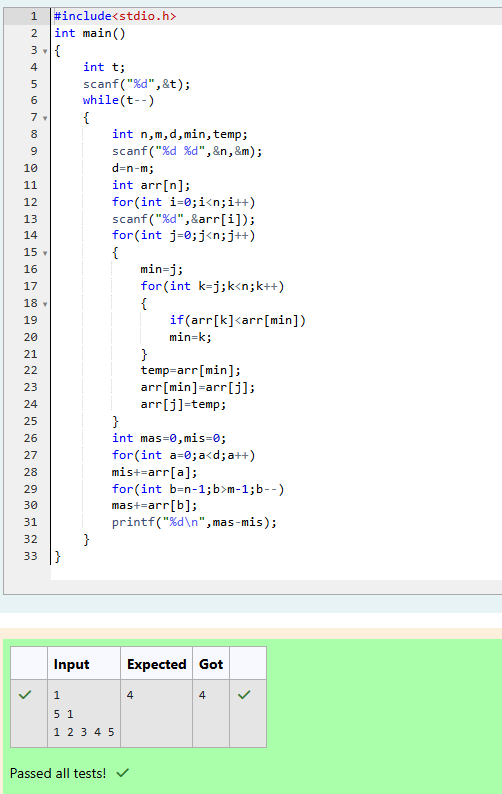 1 #include<stdio.h>
2 int main()
3 {
4 int t;
5 scanf("%d",&t);
6 while(t--)
7 {
8 int n,m,d,min,temp;
9 scanf("%d %d",&n,&m);
10 d=n-m;
11 int arr[n];
12 for(int i=0;i<n;i++)
13 scanf("%d",&arr[i]);
14 for(int j=0;j<n;j++)
15 {
16 min=j;
17 for(int k=j;k<n;k++)
18 {
19 if(arr[k]<arr[min])
20 min=k;
21 }
22 temp=arr[min];
23 arr[min]=arr[j];
24 arr[j]=temp;
25 }
26 int mas=0,mis=0;
27 for(int a=0;a<d;a++)
28 mis+=arr[a];
29 for(int b=n-1;b>m-1;b--)
30 mas+=arr[b];
31 printf("%d\n",mas-mis);
32 }
33 }
Input Expected Got
1 4 4
5 1
1 2 3 4 5
Passed all tests!